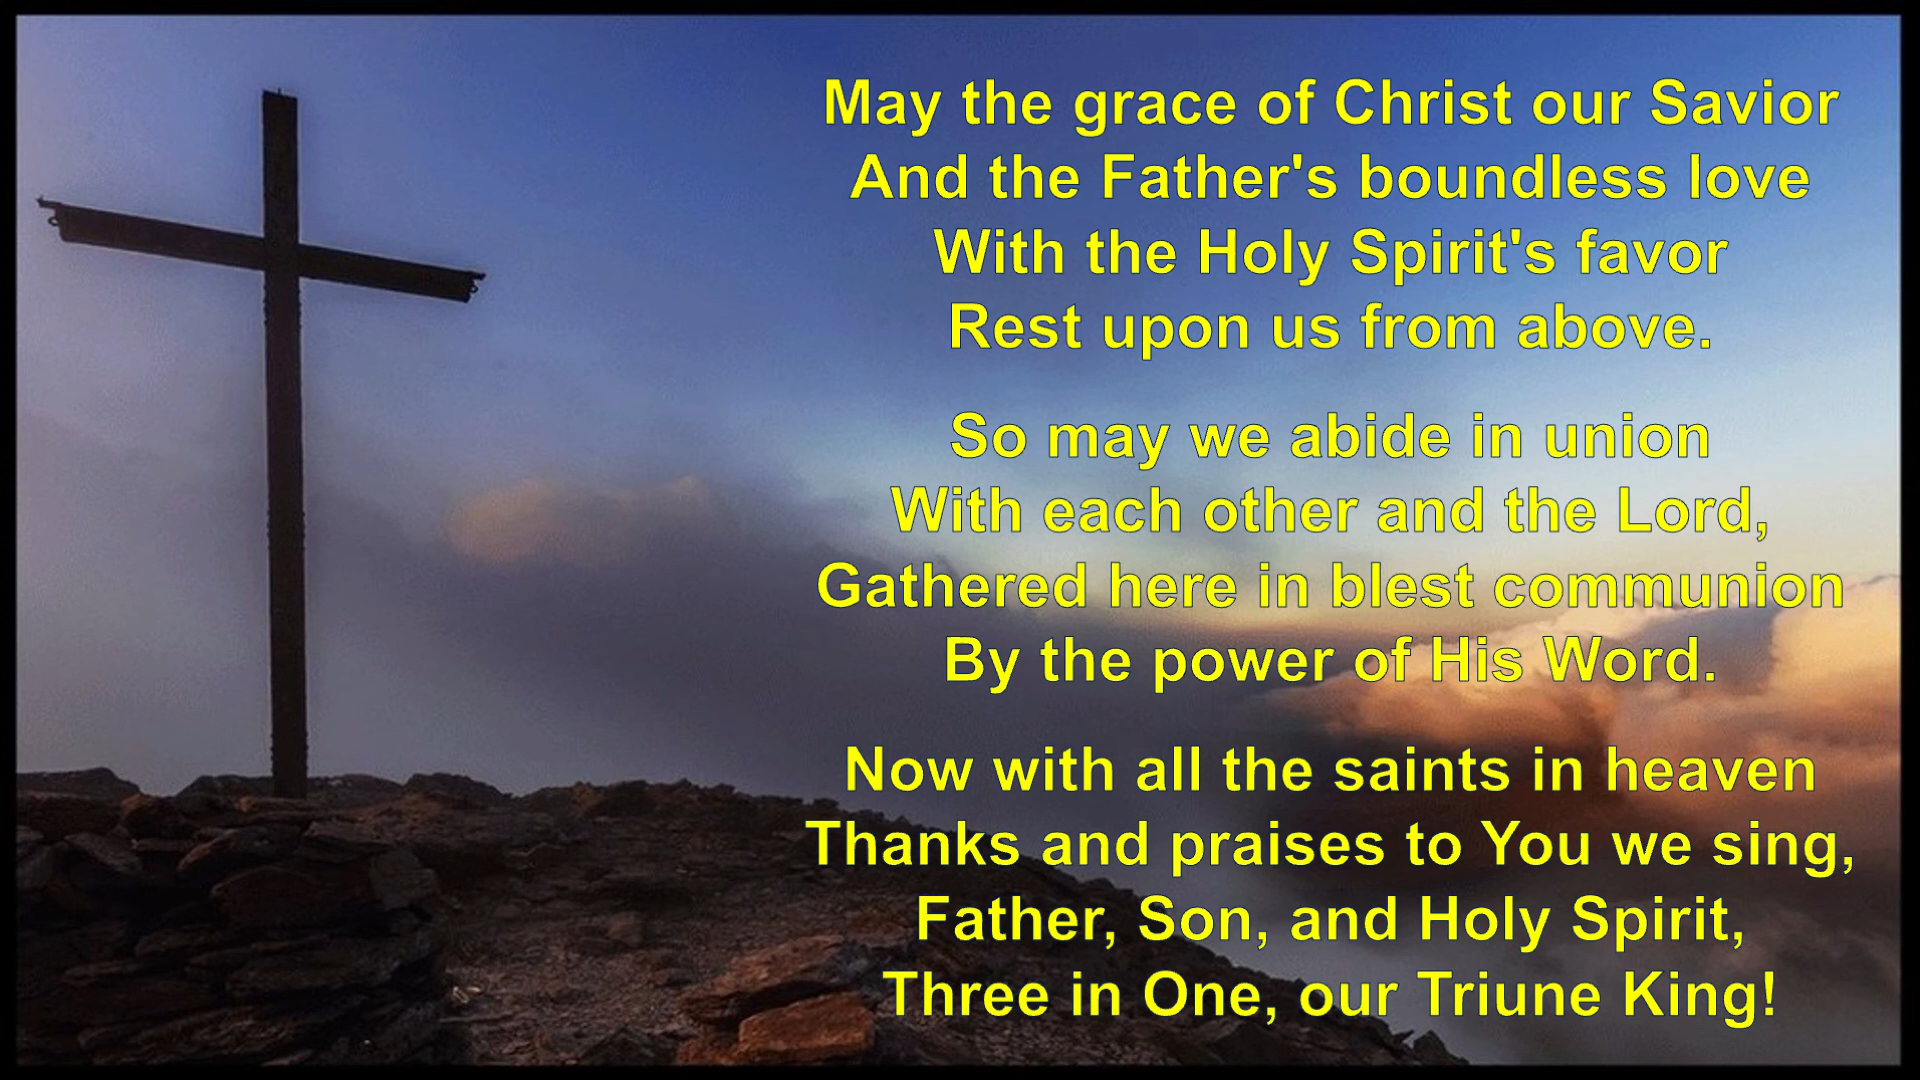 May the grace of Christ our Savior
And the Father's boundless love
With the Holy Spirit's favor
Rest upon us from above.
So may we abide in union
With each other and the Lord,
Gathered here in blest communion
By the power of His Word.
Now with all the saints in heaven
Thanks and praises to You we sing,
Father, Son, and Holy Spirit,
Three in One, our Triune King!